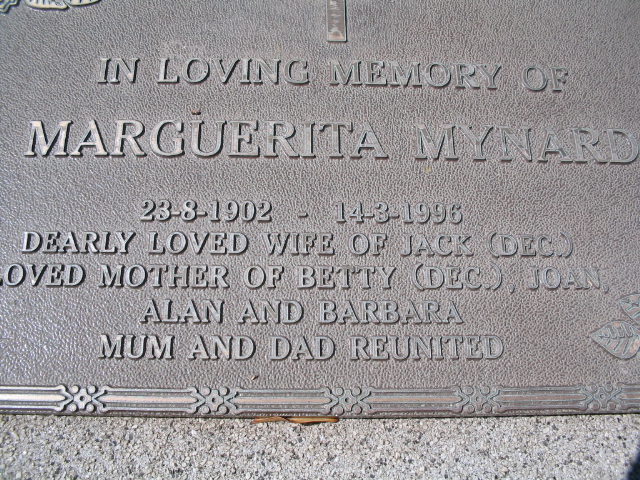 IN LOVING MEMORY OF
MARGUERITA MYNARD
23-8-1902 - 14-3-1996
DEARLY LOVED WIFE OF JACK (DEC.)
LOVED MOTHER OF BETTY (DEC.), JOAN,
ALAN AND BARBARA
MUM AND DAD REUNITED